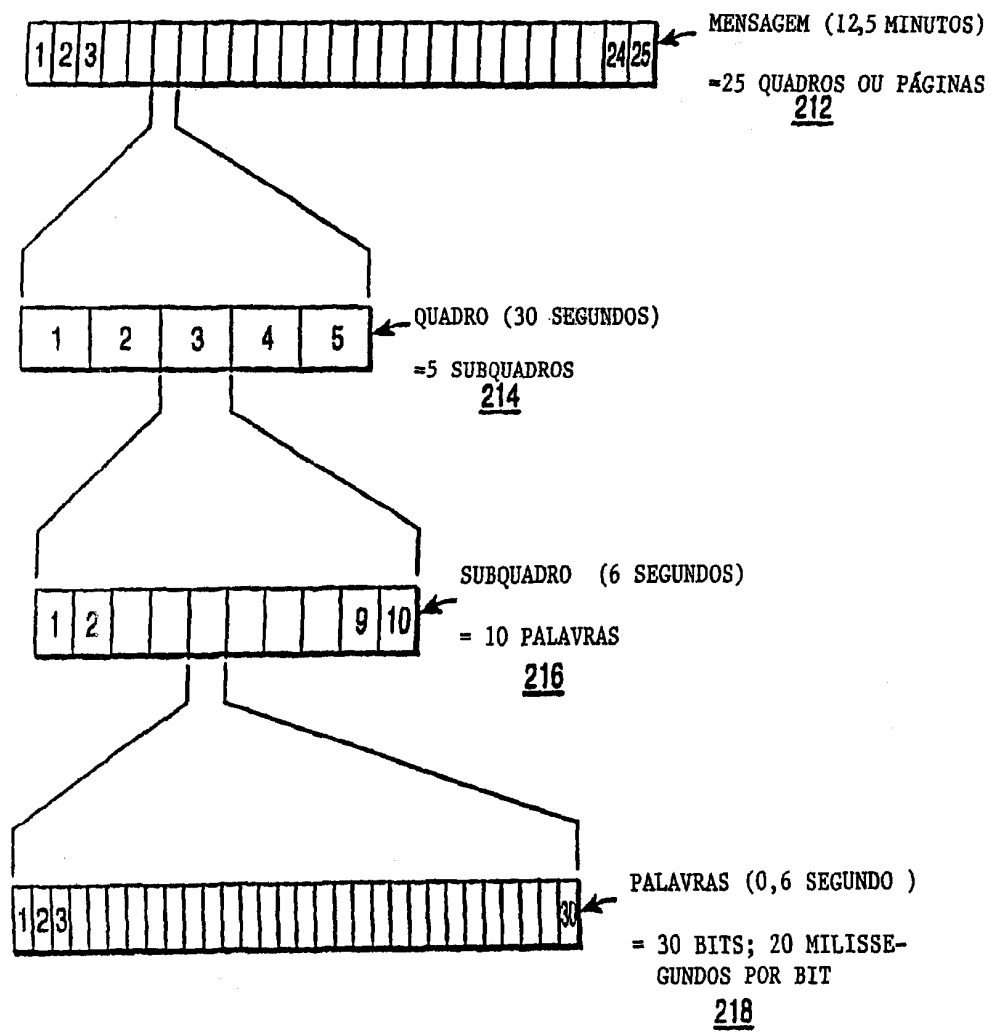 1 2 3 24 25
MENSAGEM (12,5 MINUTOS)
=25 QUADROS OU PÁGINAS
212
1 2 3 4 5
QUADRO (30 SEGUNDOS)
=5 SUBQUADROS
214
1 2 9 10
SUBQUADRO (6 SEGUNDOS)
= 10 PALAVRAS
216
1 2 3 30
PALAVRAS (0,6 SEGUNDO )
= 30 BITS; 20 MILISSE-
GUNDOS POR BIT
218